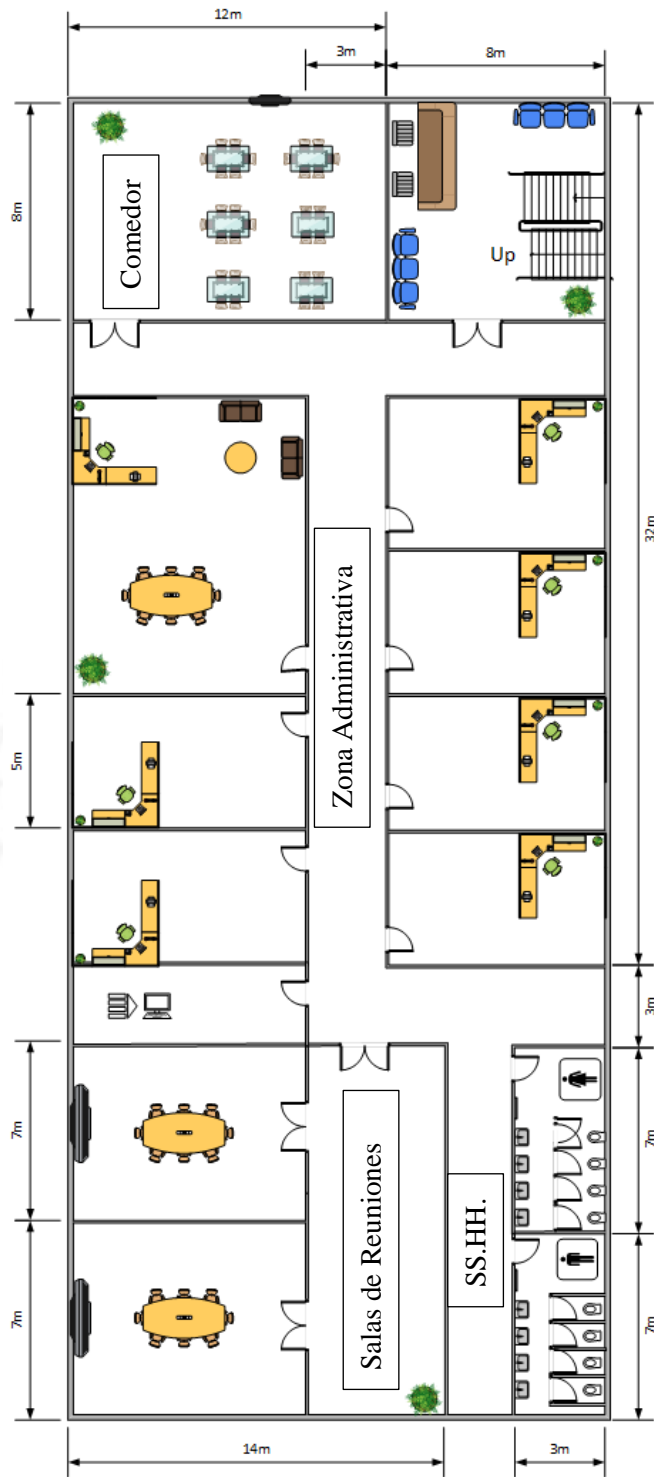 12m
3m
8m
8m
Comedor
Up
32m
Zona Administrativa
5m
3m
7m
7m
Salas de Reuniones
SS.HH.
7m
7m
14m
3m